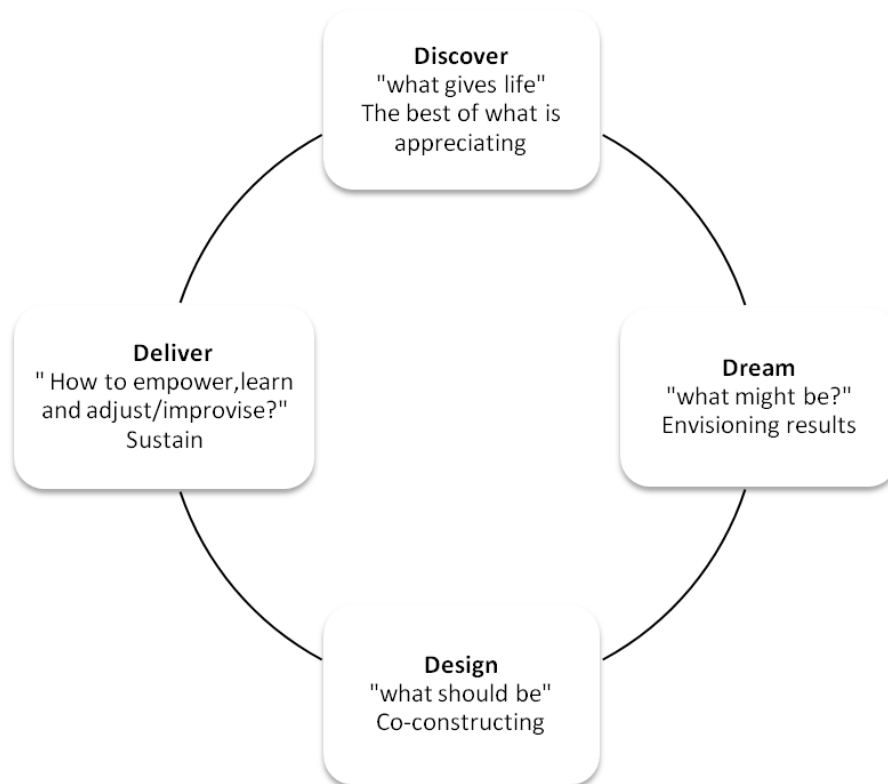 Discover
"what gives life"
The best of what is
appreciating
Dream
"what might be?"
Envisioning results
Design
"what should be"
Co-constructing
Deliver
" How to empower,learn
and adjust/improvise?"
Sustain